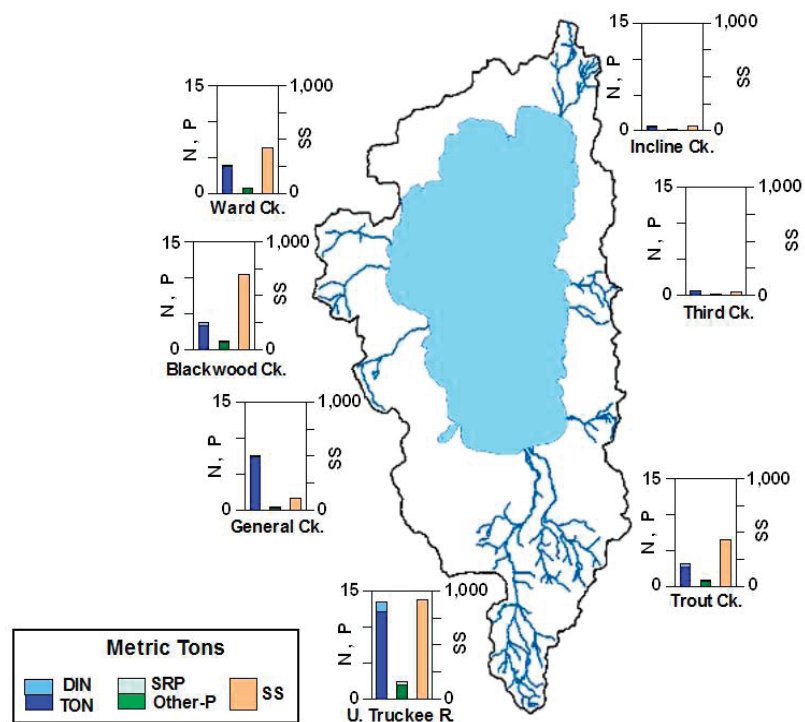 15
1,000
N, P
SS
0
0
Incline Ck.
15
1,000
N, P
SS
0
0
Ward Ck.
15
1,000
N, P
SS
0
0
Third Ck.
15
1,000
N, P
SS
0
0
Blackwood Ck.
15
1,000
N, P
SS
0
0
General Ck.
15
1,000
N, P
SS
0
0
Trout Ck.
15
1,000
N, P
SS
0
0
U. Truckee R.
Metric Tons
DIN SRP SS
TON Other-P